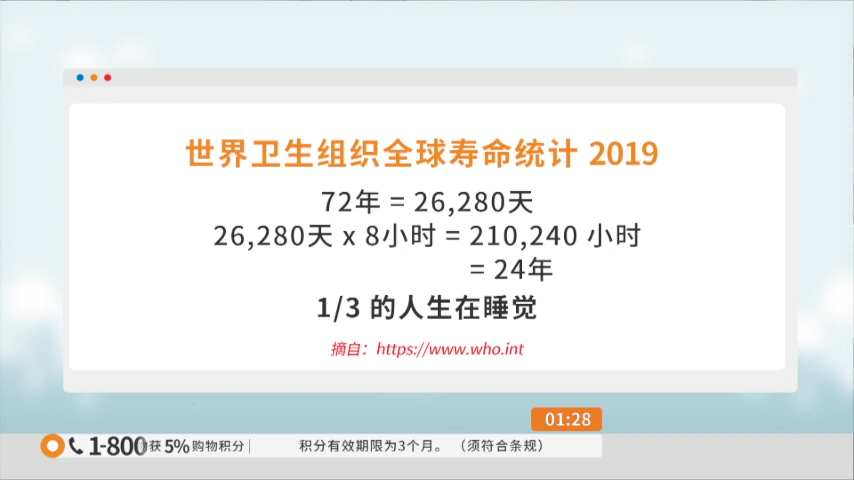 世界卫生组织全球寿命统计 2019
72年 = 26,280天
26,280天 x 8小时 = 210,240 小时
= 24年
1/3 的人生在睡觉
摘自：https://www.who.int
01:28
1-800 获 5% 购物积分 | 积分有效期限为3个月。（须符合条规）